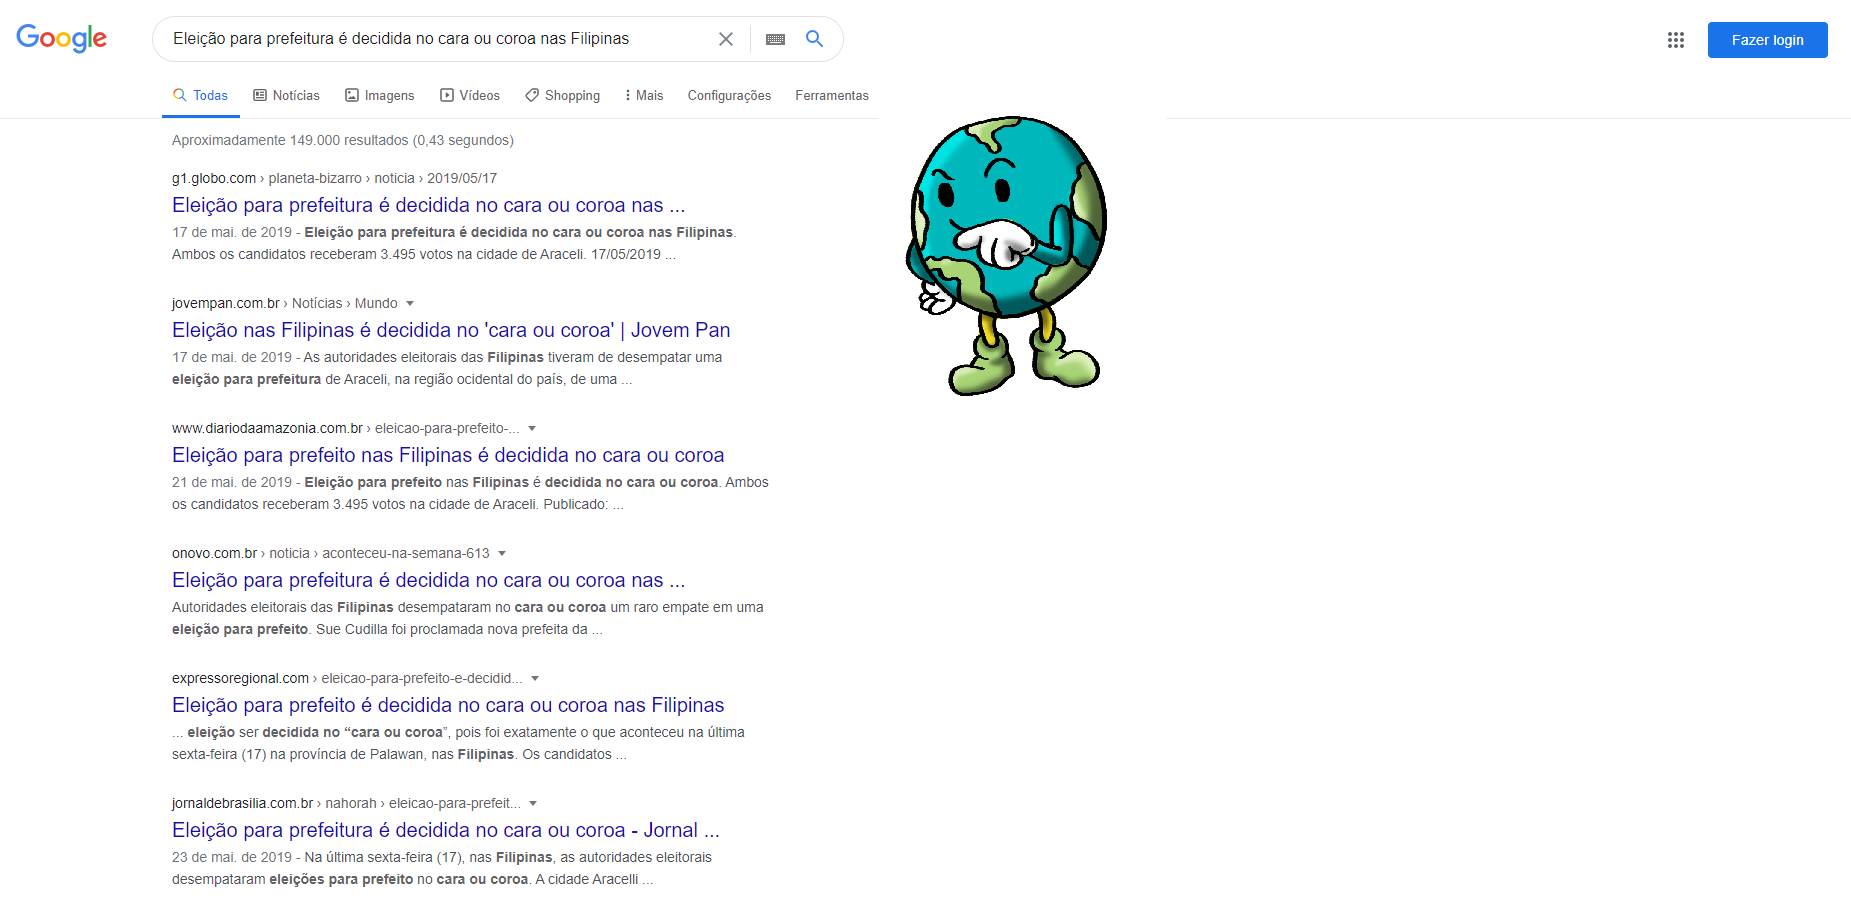 Google
Eleição para prefeitura é decidida no cara ou coroa nas Filipinas
Fazer login
Todas Notícias Imagens Vídeos Shopping Mais Configurações Ferramentas
Aproximadamente 149.000 resultados (0,43 segundos)
g1.globo.com › planeta-bizarro › noticia › 2019/05/17
Eleição para prefeitura é decidida no cara ou coroa nas ...
17 de mai. de 2019 - Eleição para prefeitura é decidida no cara ou coroa nas Filipinas.
Ambos os candidatos receberam 3.495 votos na cidade de Araceli. 17/05/2019 ...
jovempan.com.br › Notícias › Mundo
Eleição nas Filipinas é decidida no 'cara ou coroa' | Jovem Pan
17 de mai. de 2019 - As autoridades eleitorais das Filipinas tiveram de desempatar uma
eleição para prefeitura de Araceli, na região ocidental do país, de uma ...
www.diariodaamazonia.com.br › eleicao-para-prefeito-...
Eleição para prefeito nas Filipinas é decidida no cara ou coroa
21 de mai. de 2019 - Eleição para prefeito nas Filipinas é decidida no cara ou coroa. Ambos
os candidatos receberam 3.495 votos na cidade de Araceli. Publicado: ...
onovo.com.br › noticia › aconteceu-na-semana-613
Eleição para prefeitura é decidida no cara ou coroa nas ...
Autoridades eleitorais das Filipinas desempataram no cara ou coroa um raro empate em uma
eleição para prefeito. Sue Cudilla foi proclamada nova prefeita da ...
expressoregional.com › eleicao-para-prefeito-e-decidid...
Eleição para prefeito é decidida no cara ou coroa nas Filipinas
... eleição ser decidida no “cara ou coroa”, pois foi exatamente o que aconteceu na última
sexta-feira (17) na província de Palawan, nas Filipinas. Os candidatos ...
jornaldebrasilia.com.br › nahorah › eleicao-para-prefeit...
Eleição para prefeitura é decidida no cara ou coroa - Jornal ...
23 de mai. de 2019 - Na última sexta-feira (17), nas Filipinas, as autoridades eleitorais
desempataram eleições para prefeito no cara ou coroa. A cidade Aracelli ...